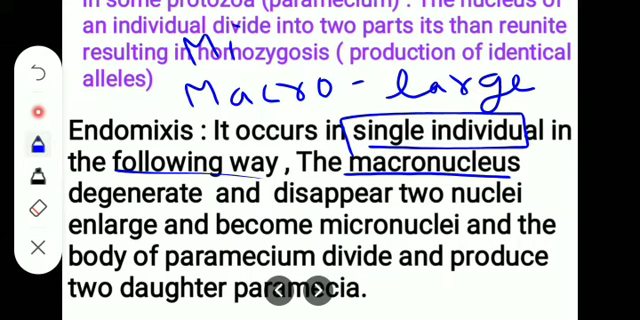 In some protozoa (paramecium) . The nucleus of
an individual divide into two parts its than reunite
resulting in homozygosis ( production of identical
alleles)
Mi
Macro - large
Endomixis : It occurs in single individual in
the following way , The macronucleus
degenerate and disappear two nuclei
enlarge and become micronuclei and the
body of paramecium divide and produce
two daughter paramecia.